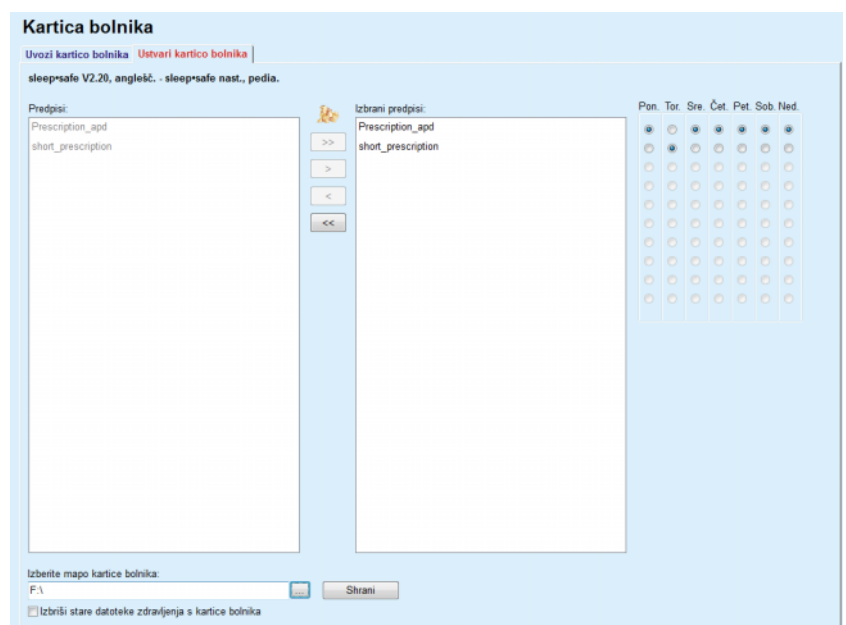 Kartica bolnika
Uvozi kartico bolnika Ustvari kartico bolnika
sleep•safe V2.20, anglešč. - sleep•safe nast., pedia.
Predpisi:
Prescription_apd
short_prescription
>>
>
<
<<
Izbrani predpisi:
Prescription_apd
short_prescription
Pon. Tor. Sre. Čet. Pet. Sob. Ned.
Izberite mapo kartice bolnika:
F:\ ... Shrani
Izbriši stare datoteke zdravljenja s kartice bolnika